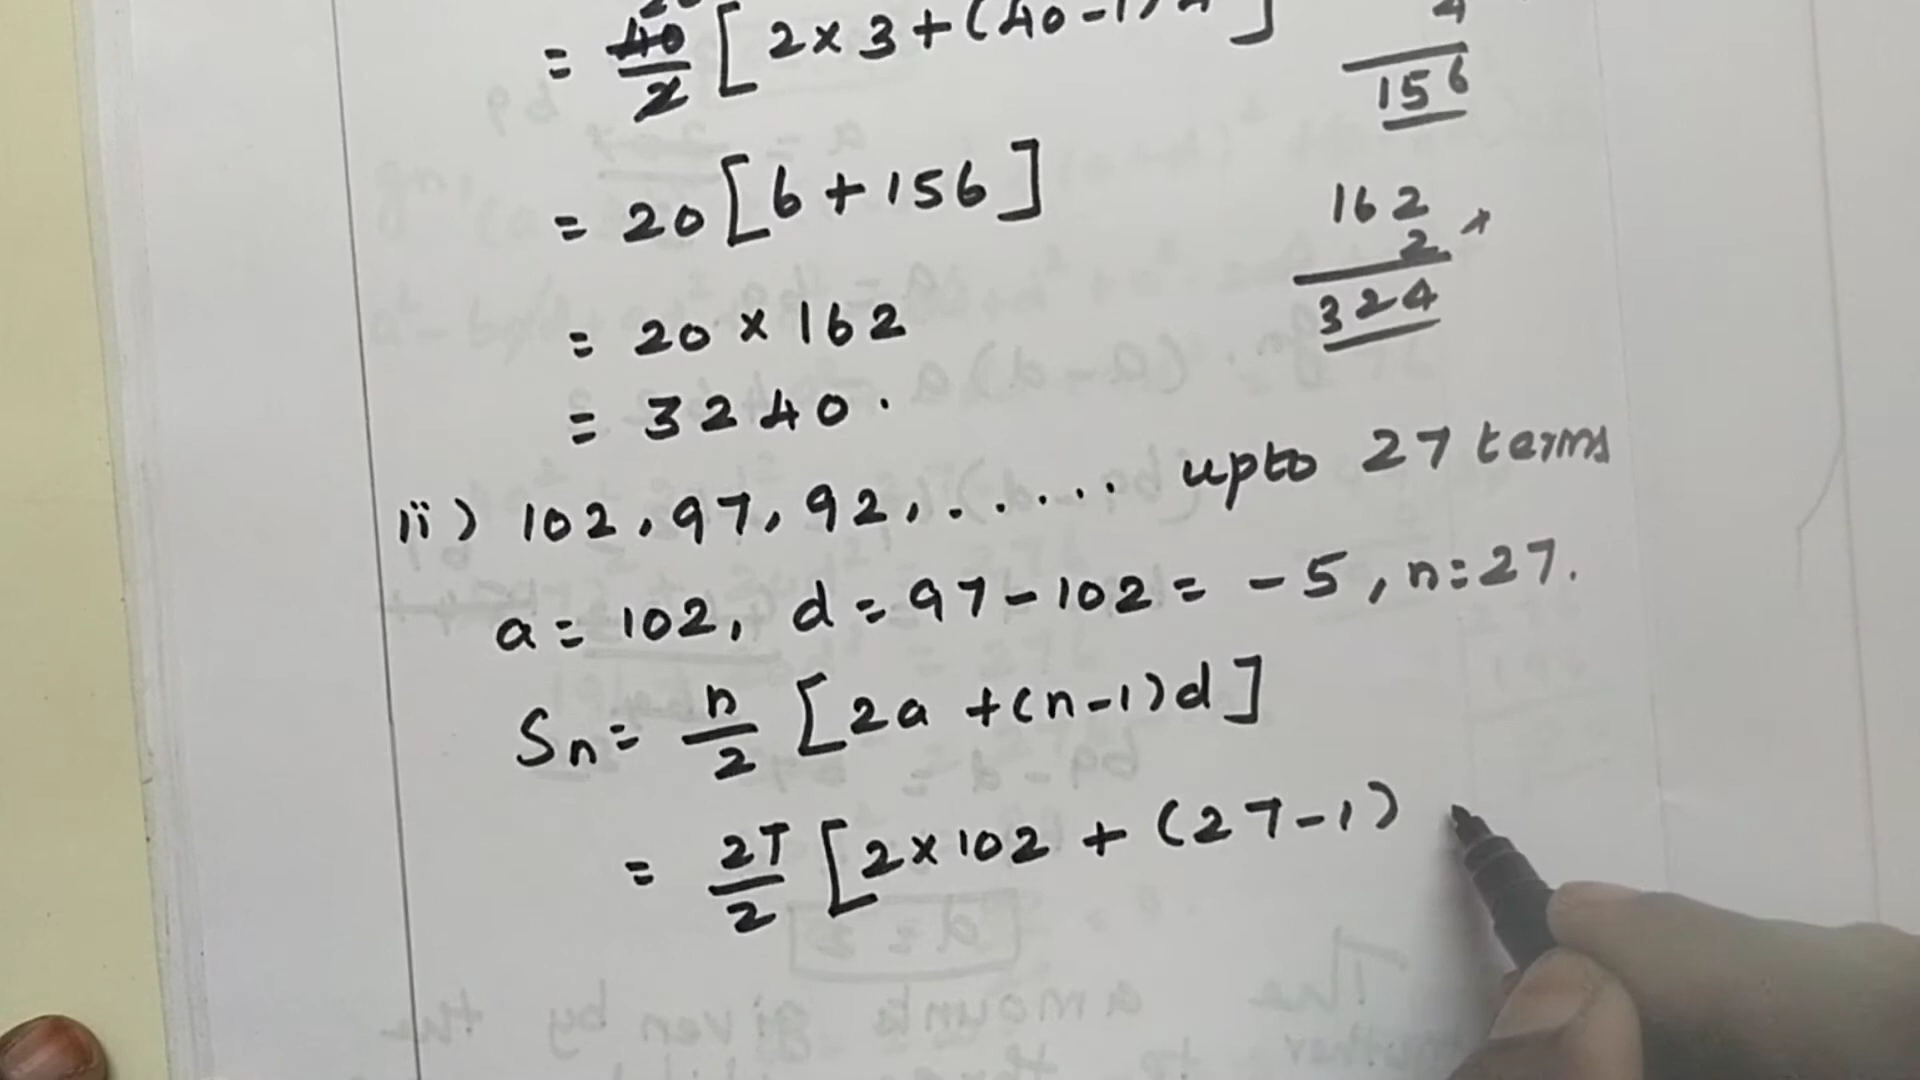 = 40/2 [2×3+(40-1)4]
4
156
= 20[6+156]
162
2 ×
324
= 20×162
= 3240.
ii) 102, 97, 92, ..... upto 27 terms
a = 102, d = 97-102 = -5, n=27.
Sn = n/2 [2a+(n-1)d]
= 27/2 [2×102+(27-1)